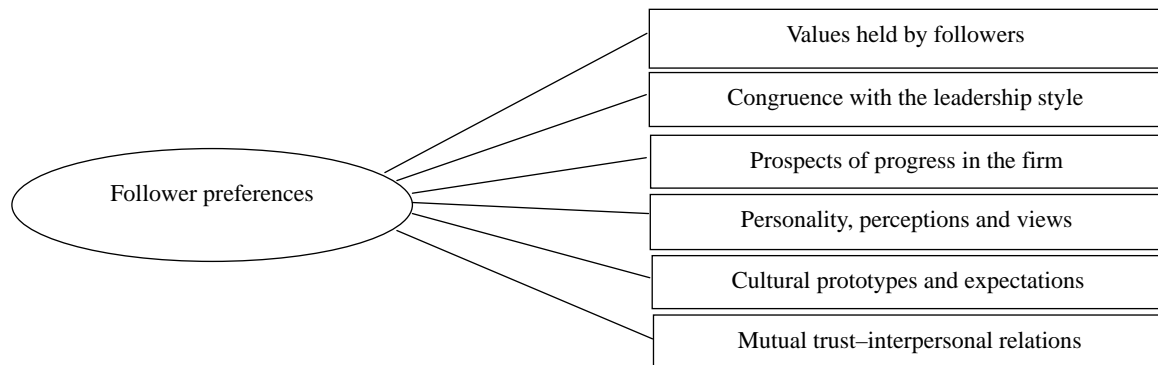 Values held by followers
Congruence with the leadership style
Prospects of progress in the firm
Follower preferences
Personality, perceptions and views
Cultural prototypes and expectations
Mutual trust–interpersonal relations